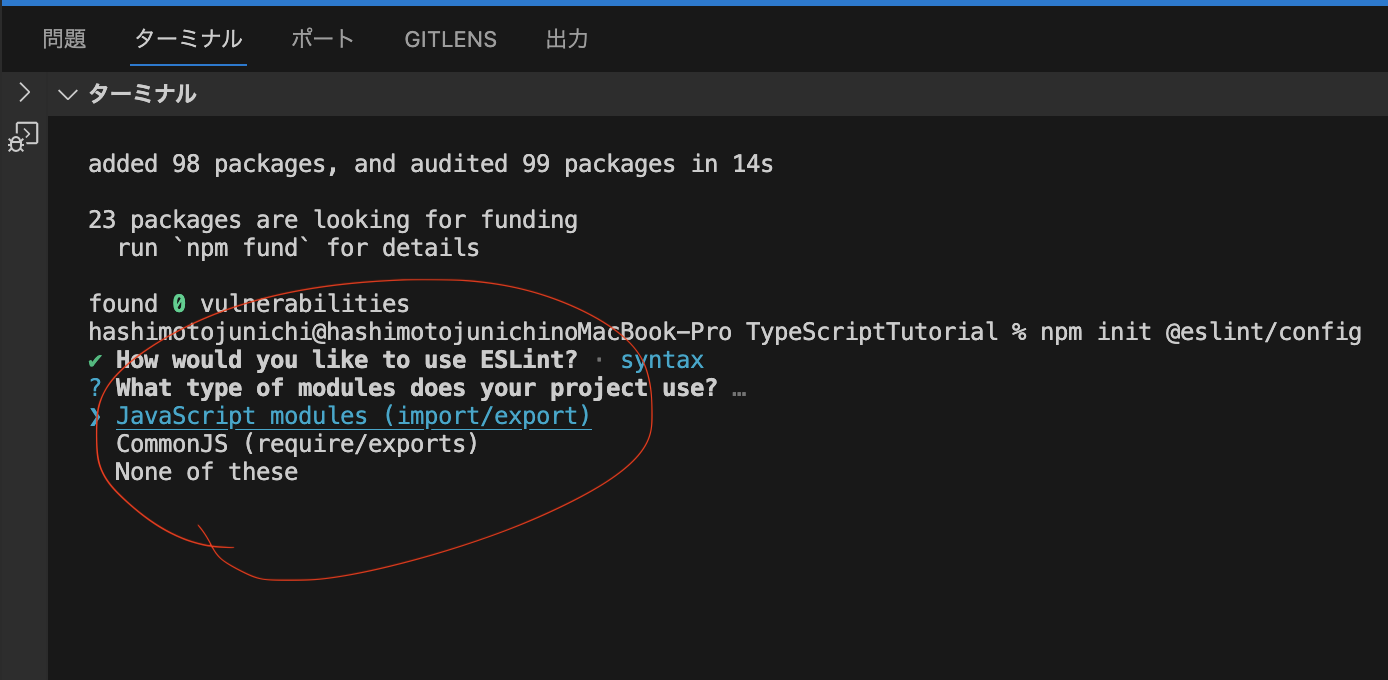 問題 ターミナル ポート GITLENS 出力
ターミナル
added 98 packages, and audited 99 packages in 14s
23 packages are looking for funding
run `npm fund` for details
found 0 vulnerabilities
hashimotojunichi@hashimotojunichinoMacBook-Pro TypeScriptTutorial % npm init @eslint/config
✔ How would you like to use ESLint? · syntax
? What type of modules does your project use? …
❯ JavaScript modules (import/export)
CommonJS (require/exports)
None of these